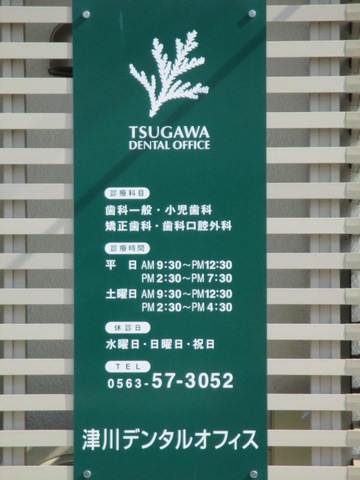 TSUGAWA
DENTAL OFFICE
診療科目
歯科一般・小児歯科
矯正歯科・歯科口腔外科
診療時間
平 日 AM 9:30～PM12:30
PM 2:30～PM 7:30
土曜日 AM 9:30～PM12:30
PM 2:30～PM 4:30
休診日
水曜日・日曜日・祝日
TEL
0563-57-3052
津川デンタルオフィス